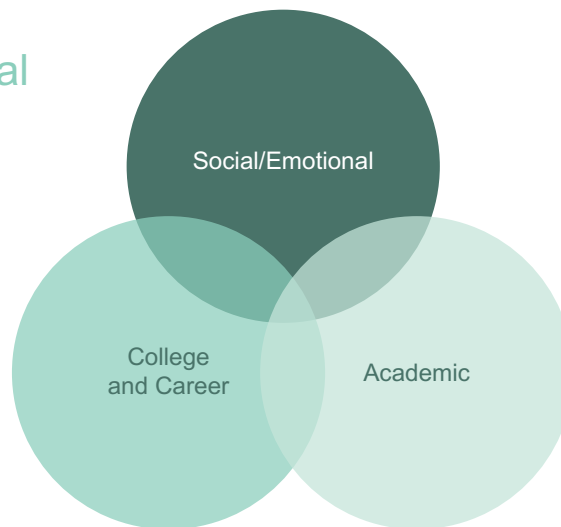 al
Social/Emotional
College
and Career
Academic